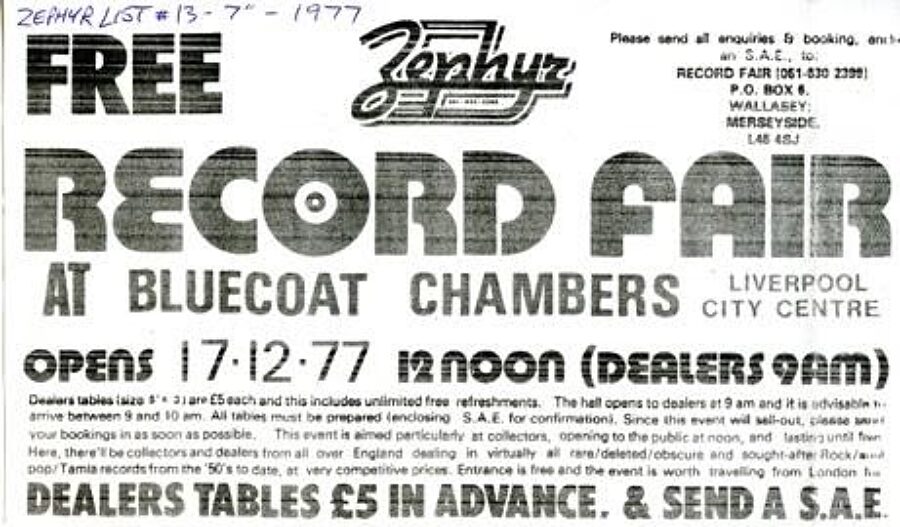 ZEPHYR LIST #13 - 7" - 1977
FREE
Zephyr
Please send all enquiries & booking,
an S.A.E., to:
RECORD FAIR (051-630 2399)
P.O. BOX 6,
WALLASEY,
MERSEYSIDE.
L45 4SJ
RECORD FAIR
AT BLUECOAT CHAMBERS
LIVERPOOL
CITY CENTRE
OPENS 17·12·77 12 NOON (DEALERS 9AM)
Dealers tables (size are £5 each and this includes unlimited free refreshments. The hall opens to dealers at 9 am and it is advisable
arrive between 9 and 10 am. All tables must be prepared (enclosing S.A.E. for confirmation). Since this event will sell-out, please
your bookings in as soon as possible. This event is aimed particularly at collectors, opening to the public at noon, and lasting until
Here, there'll be collectors and dealers from all over England dealing in virtually all rare/deleted/obscure and sought-after Rock/
pop/Tamla records from the '50's to date, at very competitive prices. Entrance is free and the event is worth travelling from London
DEALERS TABLES £5 IN ADVANCE. & SEND A S.A.E.